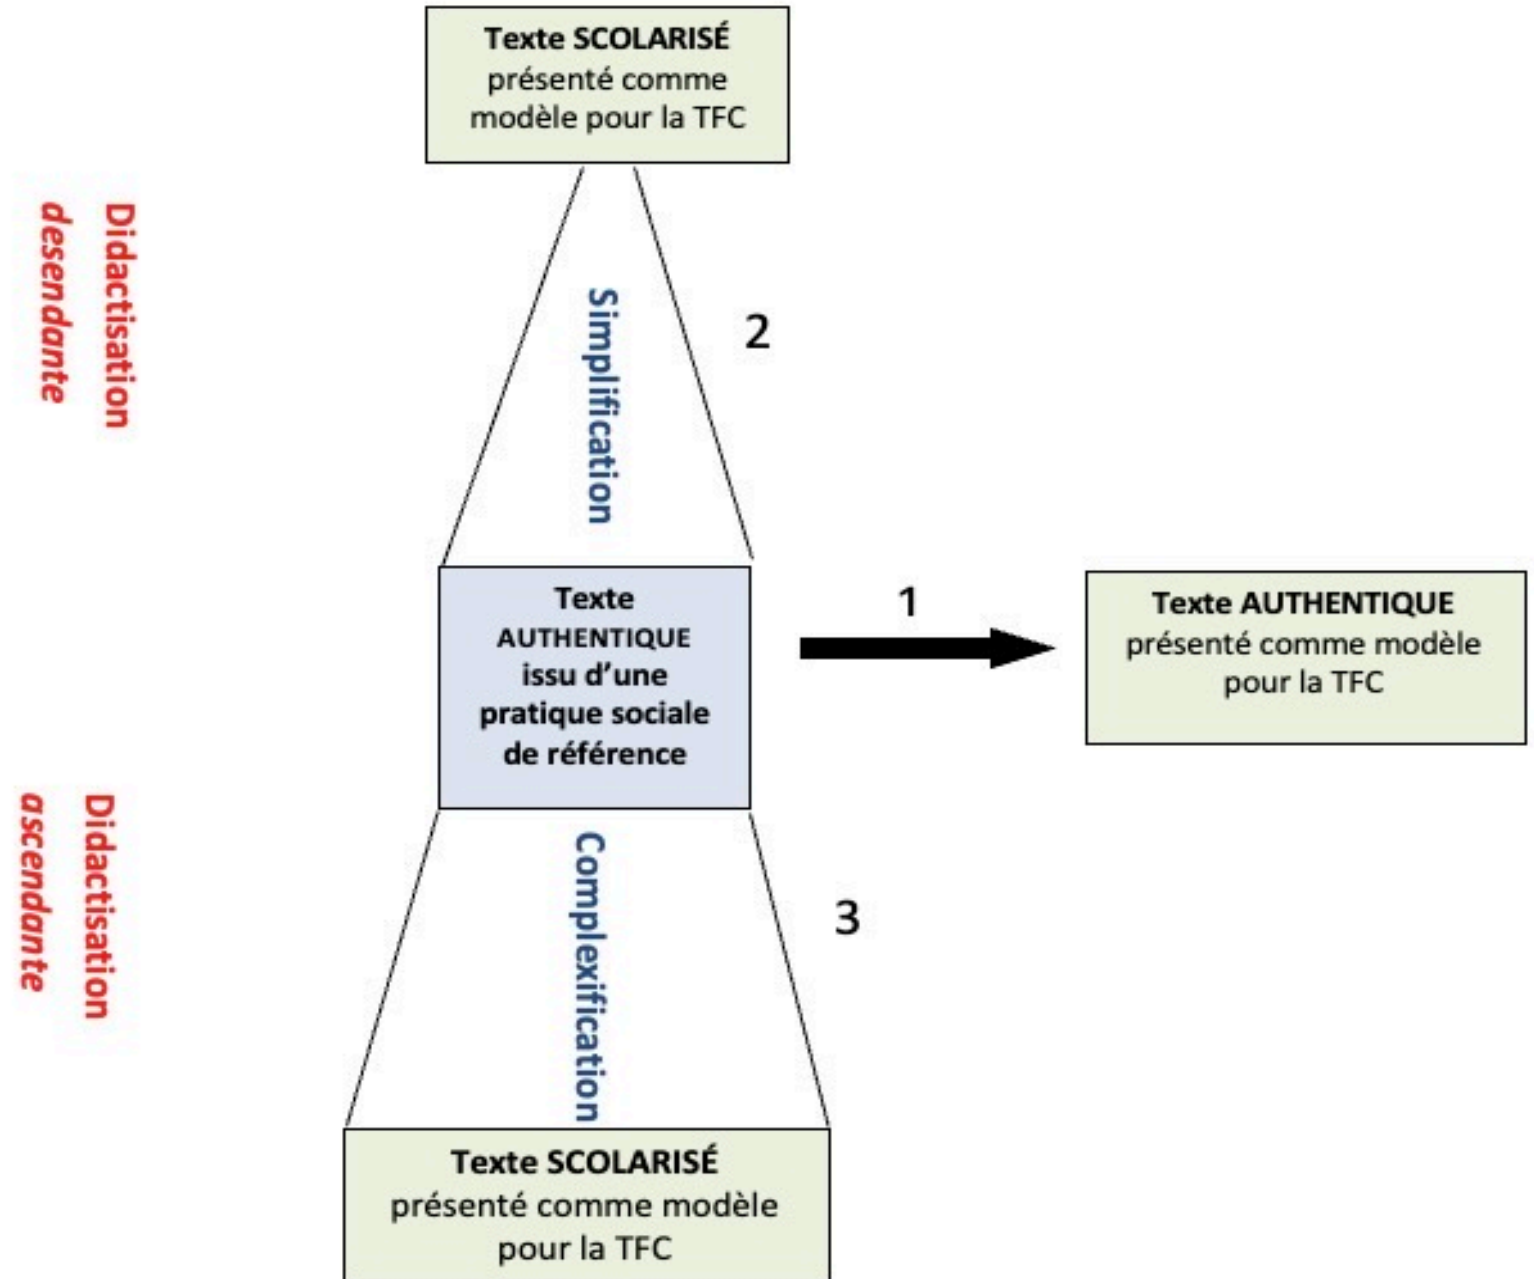 Texte SCOLARISÉ
présenté comme
modèle pour la TFC
Didactisation
desendante
Simplification
2
Texte
AUTHENTIQUE
issu d’une
pratique sociale
de référence
1
Texte AUTHENTIQUE
présenté comme modèle
pour la TFC
Didactisation
ascendante
Complexification
3
Texte SCOLARISÉ
présenté comme modèle
pour la TFC